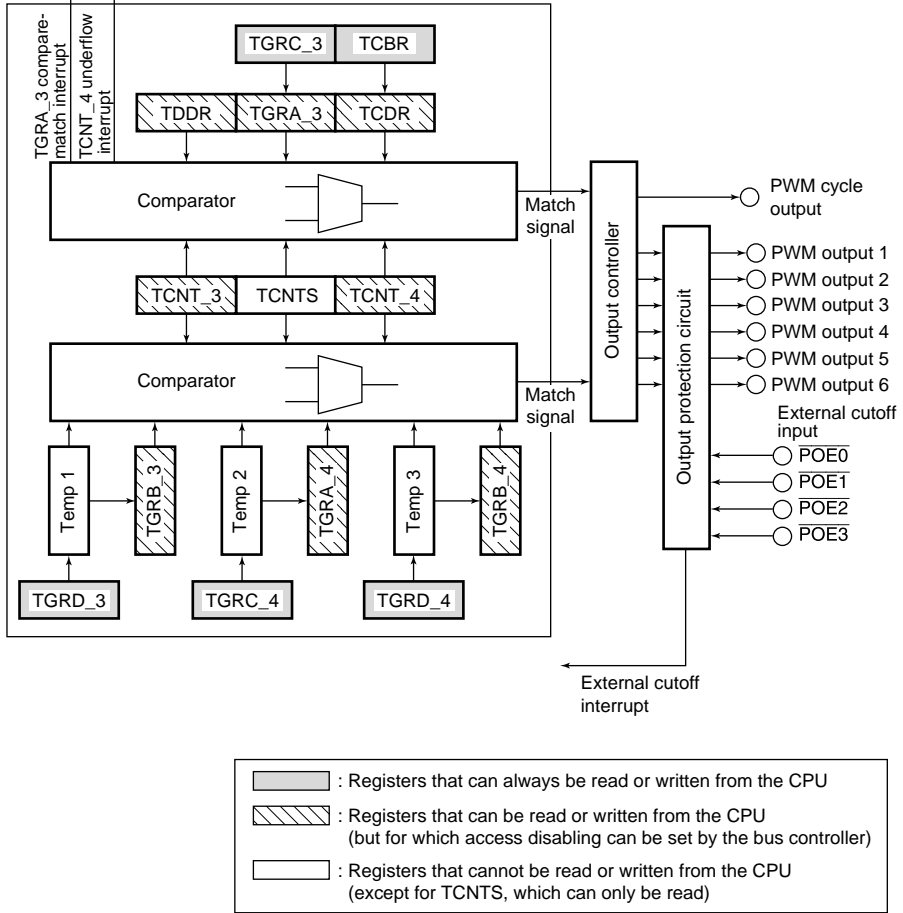 TGRA_3 compare-
match interrupt
TCNT_4 underflow
interrupt
TGRC_3
TCBR
TDDR
TGRA_3
TCDR
Comparator
Match
signal
TCNT_3
TCNTS
TCNT_4
Comparator
Match
signal
Output controller
Output protection circuit
PWM cycle
output
PWM output 1
PWM output 2
PWM output 3
PWM output 4
PWM output 5
PWM output 6
External cutoff
input
POE0
POE1
POE2
POE3
Temp 1
TGRB_3
Temp 2
TGRA_4
Temp 3
TGRB_4
TGRD_3
TGRC_4
TGRD_4
External cutoff
interrupt
: Registers that can always be read or written from the CPU
: Registers that can be read or written from the CPU
(but for which access disabling can be set by the bus controller)
: Registers that cannot be read or written from the CPU
(except for TCNTS, which can only be read)